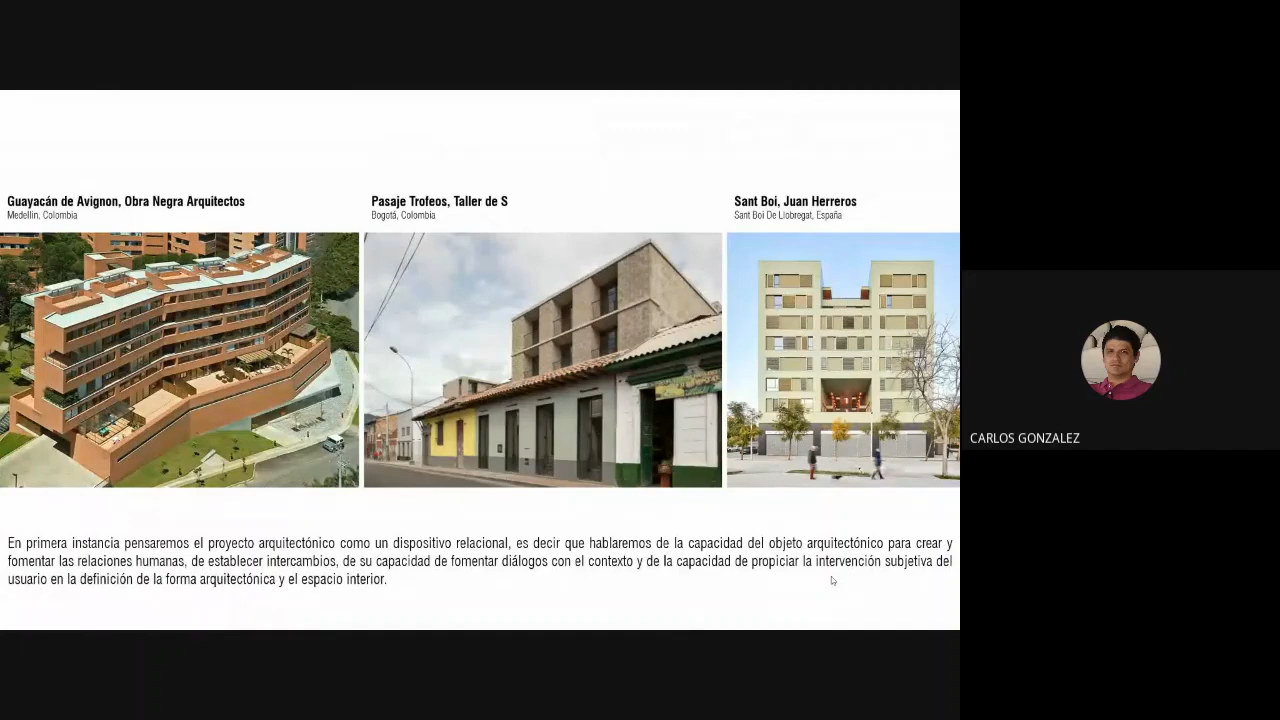 Guayacán de Avignon, Obra Negra Arquitectos
Medellín, Colombia
Pasaje Trofeos, Taller de S
Bogotá, Colombia
Sant Boi, Juan Herreros
Sant Boi De Llobregat, España
En primera instancia pensaremos el proyecto arquitectónico como un dispositivo relacional, es decir que hablaremos de la capacidad del objeto arquitectónico para crear y
fomentar las relaciones humanas, de establecer intercambios, de su capacidad de fomentar diálogos con el contexto y de la capacidad de propiciar la intervención subjetiva del
usuario en la definición de la forma arquitectónica y el espacio interior.
CARLOS GONZALEZ